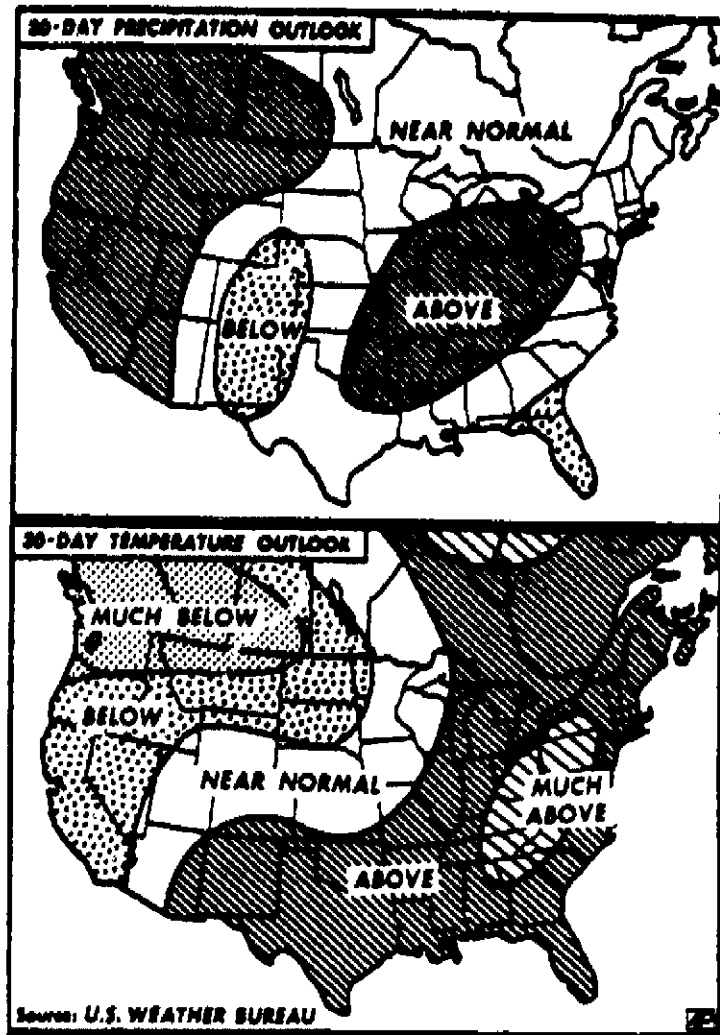 30-DAY PRECIPITATION OUTLOOK
NEAR NORMAL
BELOW
ABOVE
30-DAY TEMPERATURE OUTLOOK
MUCH BELOW
BELOW
NEAR NORMAL
MUCH
ABOVE
ABOVE
Source: U.S. WEATHER BUREAU